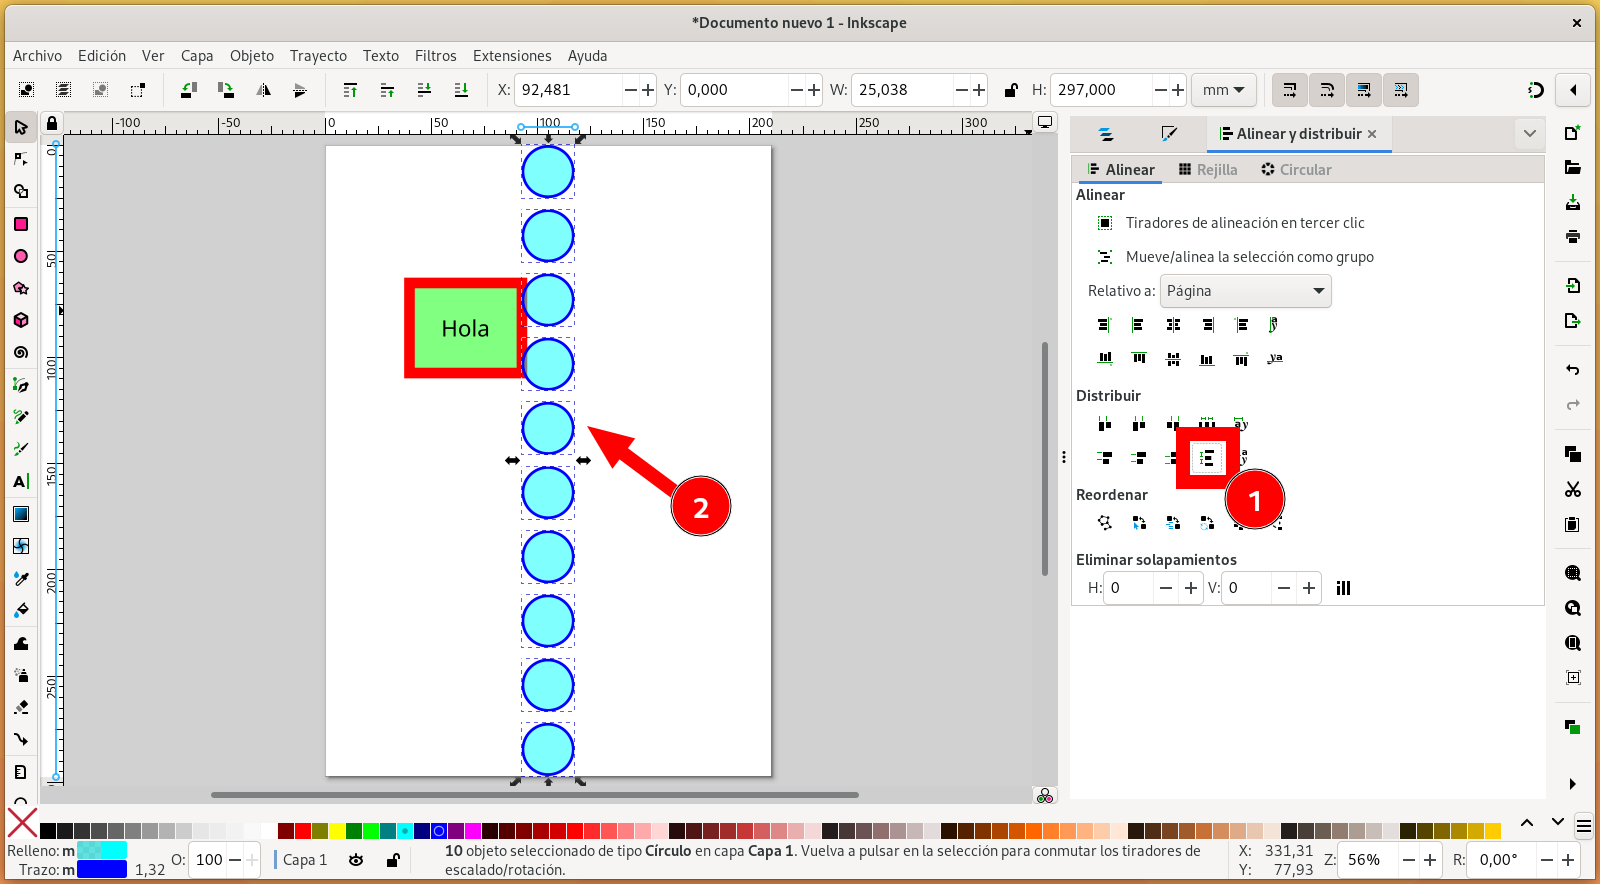 *Documento nuevo 1 - Inkscape
Archivo Edición Ver Capa Objeto Trayecto Texto Filtros Extensiones Ayuda
X: 92,481 Y: 0,000 W: 25,038 H: 297,000 mm
-100 -50 0 50 100 150 200 250 300
Alinear y distribuir
Alinear Rejilla Circular
Alinear
Tiradores de alineación en tercer clic
Mueve/alinea la selección como grupo
Relativo a: Página
Hola
Distribuir
1
2
Reordenar
Eliminar solapamientos
H: 0 V: 0
0
50
100
150
200
250
Relleno: m
Trazo: m 1,32
O: 100
Capa 1
10 objeto seleccionado de tipo Círculo en capa Capa 1. Vuelva a pulsar en la selección para conmutar los tiradores de
escalado/rotación.
X: 331,31
Y: 77,93
Z: 56%
R: 0,00°